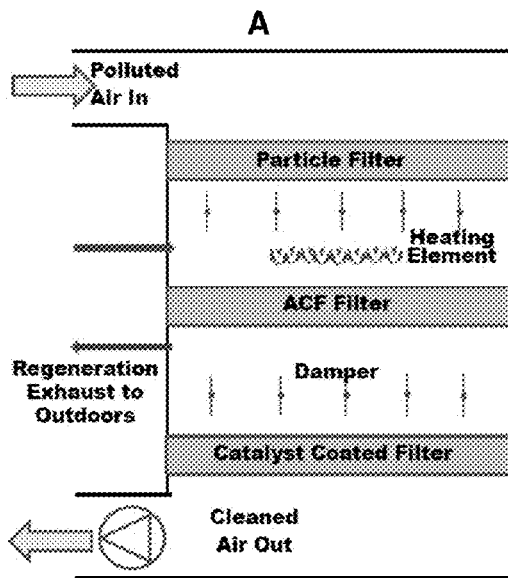 A
Polluted
Air In
Particle Filter
Heating
Element
ACF Filter
Regeneration
Exhaust to
Outdoors
Damper
Catalyst Coated Filter
Cleaned
Air Out